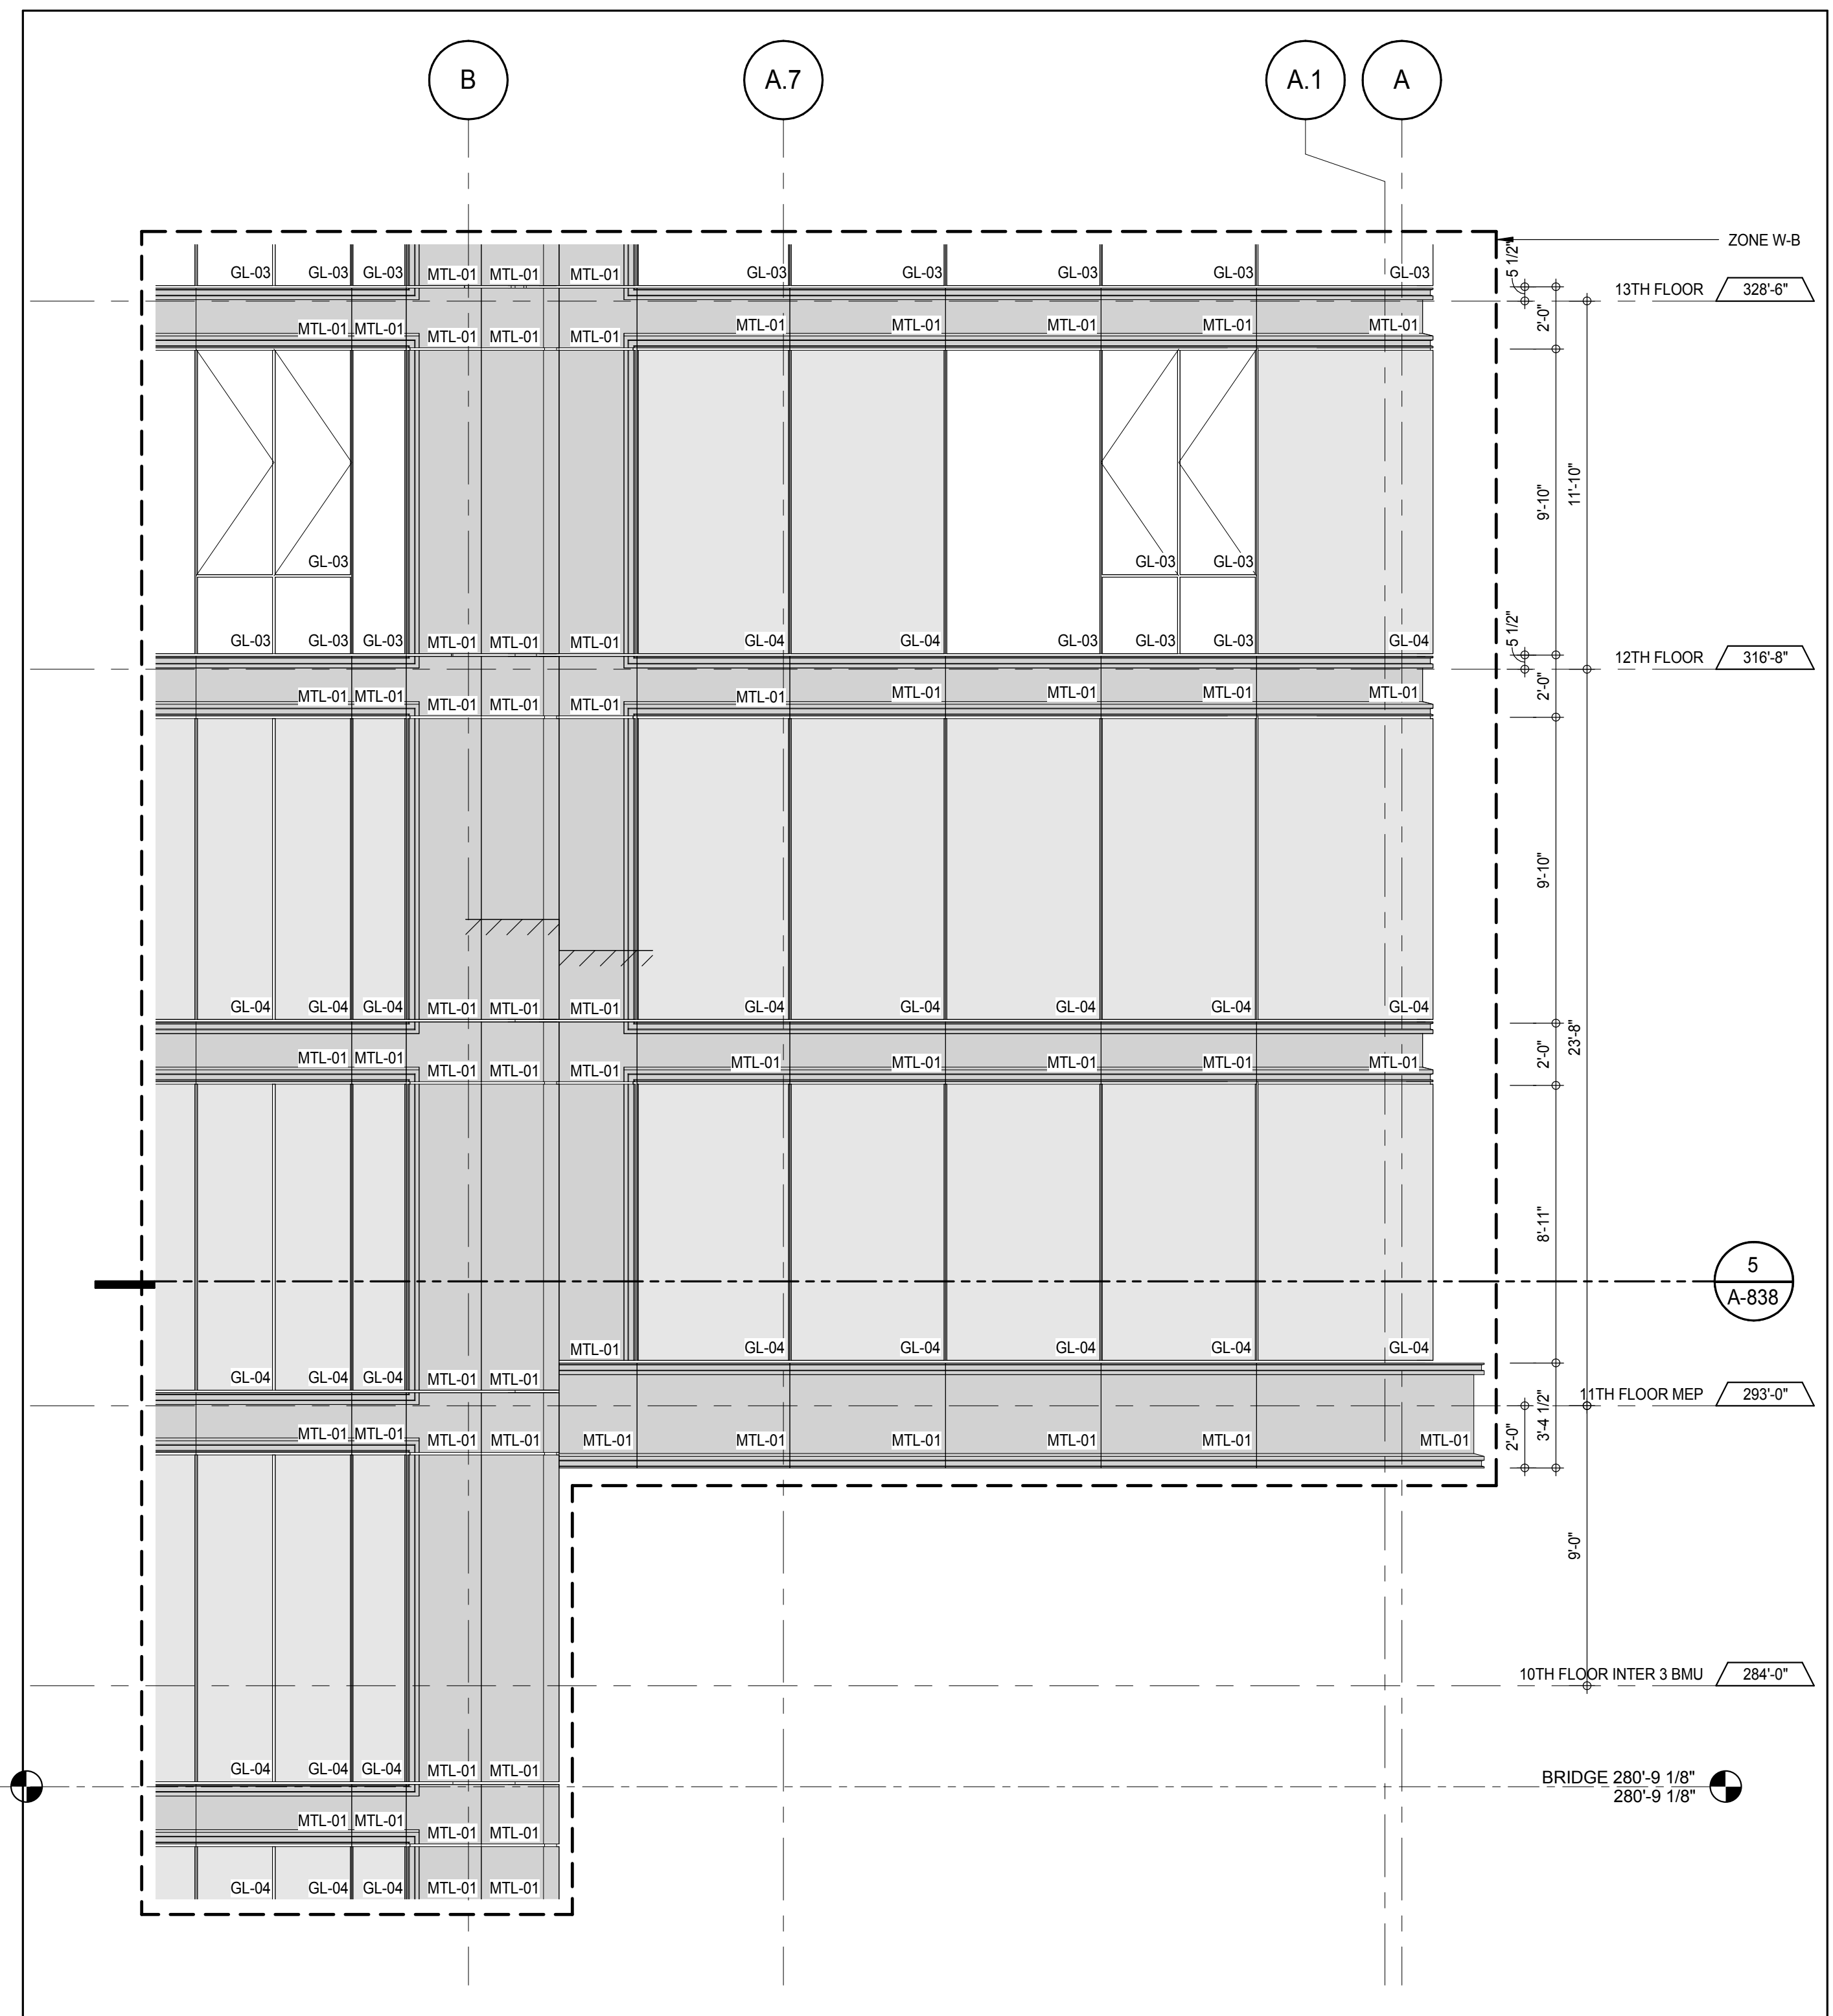 B A.7 A.1 A
ZONE W-B
5 1/2"
GL-03 GL-03 GL-03 MTL-01 MTL-01 MTL-01 GL-03 GL-03 GL-03 GL-03 GL-03
13TH FLOOR 328'-6"
2'-0"
MTL-01 MTL-01 MTL-01 MTL-01 MTL-01 MTL-01 MTL-01 MTL-01 MTL-01 MTL-01
9'-10"
11'-10"
GL-03 GL-03 GL-03
GL-03 GL-03 GL-03 MTL-01 MTL-01 MTL-01 GL-04 GL-04 GL-03 GL-03 GL-03 GL-04
5 1/2"
12TH FLOOR 316'-8"
2'-0"
MTL-01 MTL-01 MTL-01 MTL-01 MTL-01 MTL-01 MTL-01 MTL-01 MTL-01 MTL-01
9'-10"
GL-04 GL-04 GL-04 MTL-01 MTL-01 MTL-01 GL-04 GL-04 GL-04 GL-04 GL-04
23'-8"
2'-0"
MTL-01 MTL-01 MTL-01 MTL-01 MTL-01 MTL-01 MTL-01 MTL-01 MTL-01 MTL-01
8'-11"
5
A-838
MTL-01 GL-04 GL-04 GL-04 GL-04 GL-04
GL-04 GL-04 GL-04 MTL-01 MTL-01
11TH FLOOR MEP 293'-0"
3'-4 1/2"
2'-0"
MTL-01 MTL-01 MTL-01 MTL-01 MTL-01 MTL-01 MTL-01 MTL-01 MTL-01 MTL-01
9'-0"
10TH FLOOR INTER 3 BMU 284'-0"
GL-04 GL-04 GL-04 MTL-01 MTL-01
BRIDGE 280'-9 1/8"
280'-9 1/8"
MTL-01 MTL-01 MTL-01 MTL-01
GL-04 GL-04 GL-04 MTL-01 MTL-01